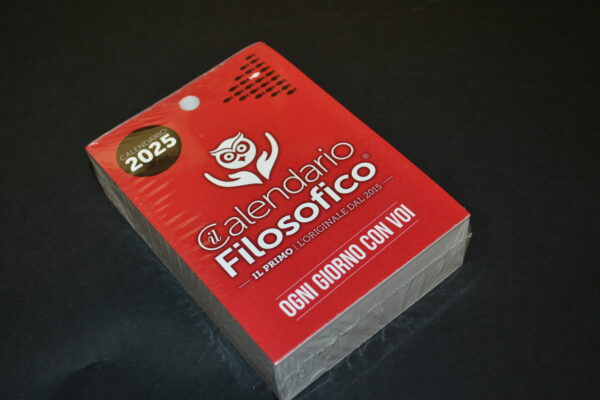 CALENDARIO
2025
il Calendario
Filosofico®
IL PRIMO | L'ORIGINALE DAL 2015
OGNI GIORNO CON VOI